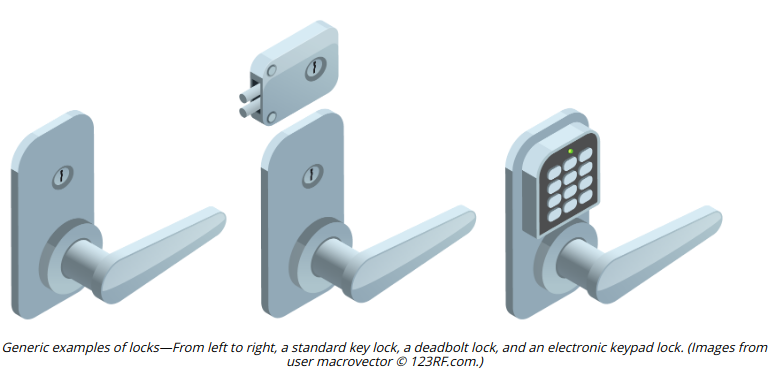 Generic examples of locks—From left to right, a standard key lock, a deadbolt lock, and an electronic keypad lock. (Images from
user macrovector © 123RF.com.)